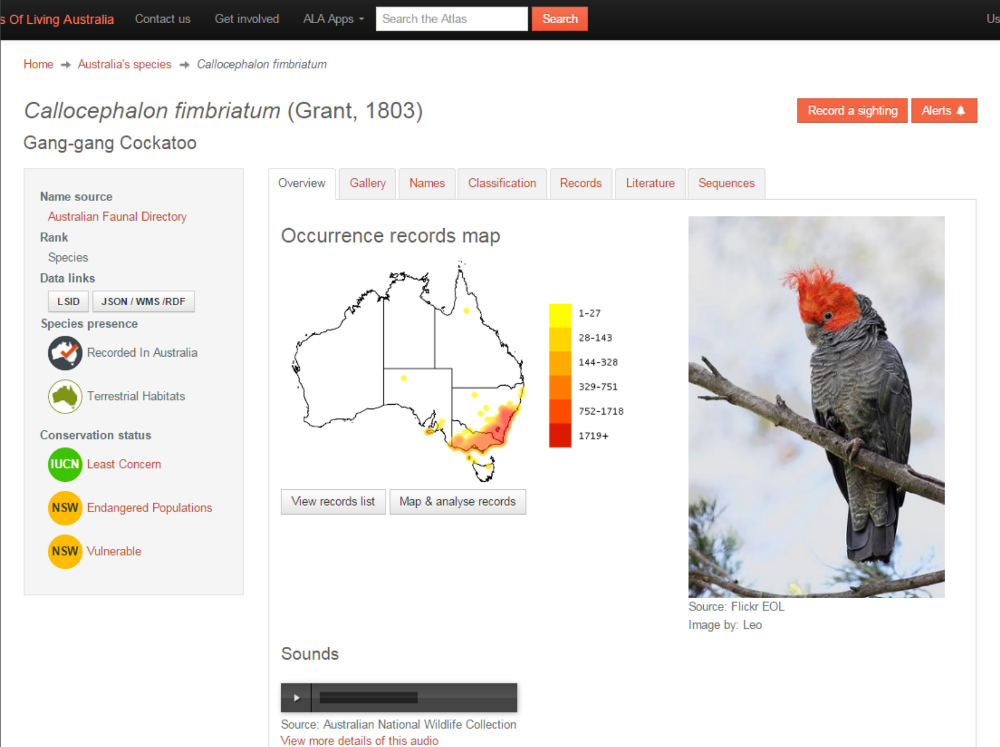 s Of Living Australia Contact us Get involved ALA Apps Search the Atlas Search Us
Home Australia's species Callocephalon fimbriatum
Callocephalon fimbriatum (Grant, 1803)
Record a sighting Alerts
Gang-gang Cockatoo
Name source
Australian Faunal Directory
Rank
Species
Data links
LSID JSON / WMS /RDF
Species presence
Recorded In Australia
Terrestrial Habitats
Conservation status
IUCN Least Concern
NSW Endangered Populations
NSW Vulnerable
Overview Gallery Names Classification Records Literature Sequences
Occurrence records map
1-27
28-143
144-328
329-751
752-1718
1719+
View records list Map & analyse records
Source: Flickr EOL
Image by: Leo
Sounds
Source: Australian National Wildlife Collection
View more details of this audio